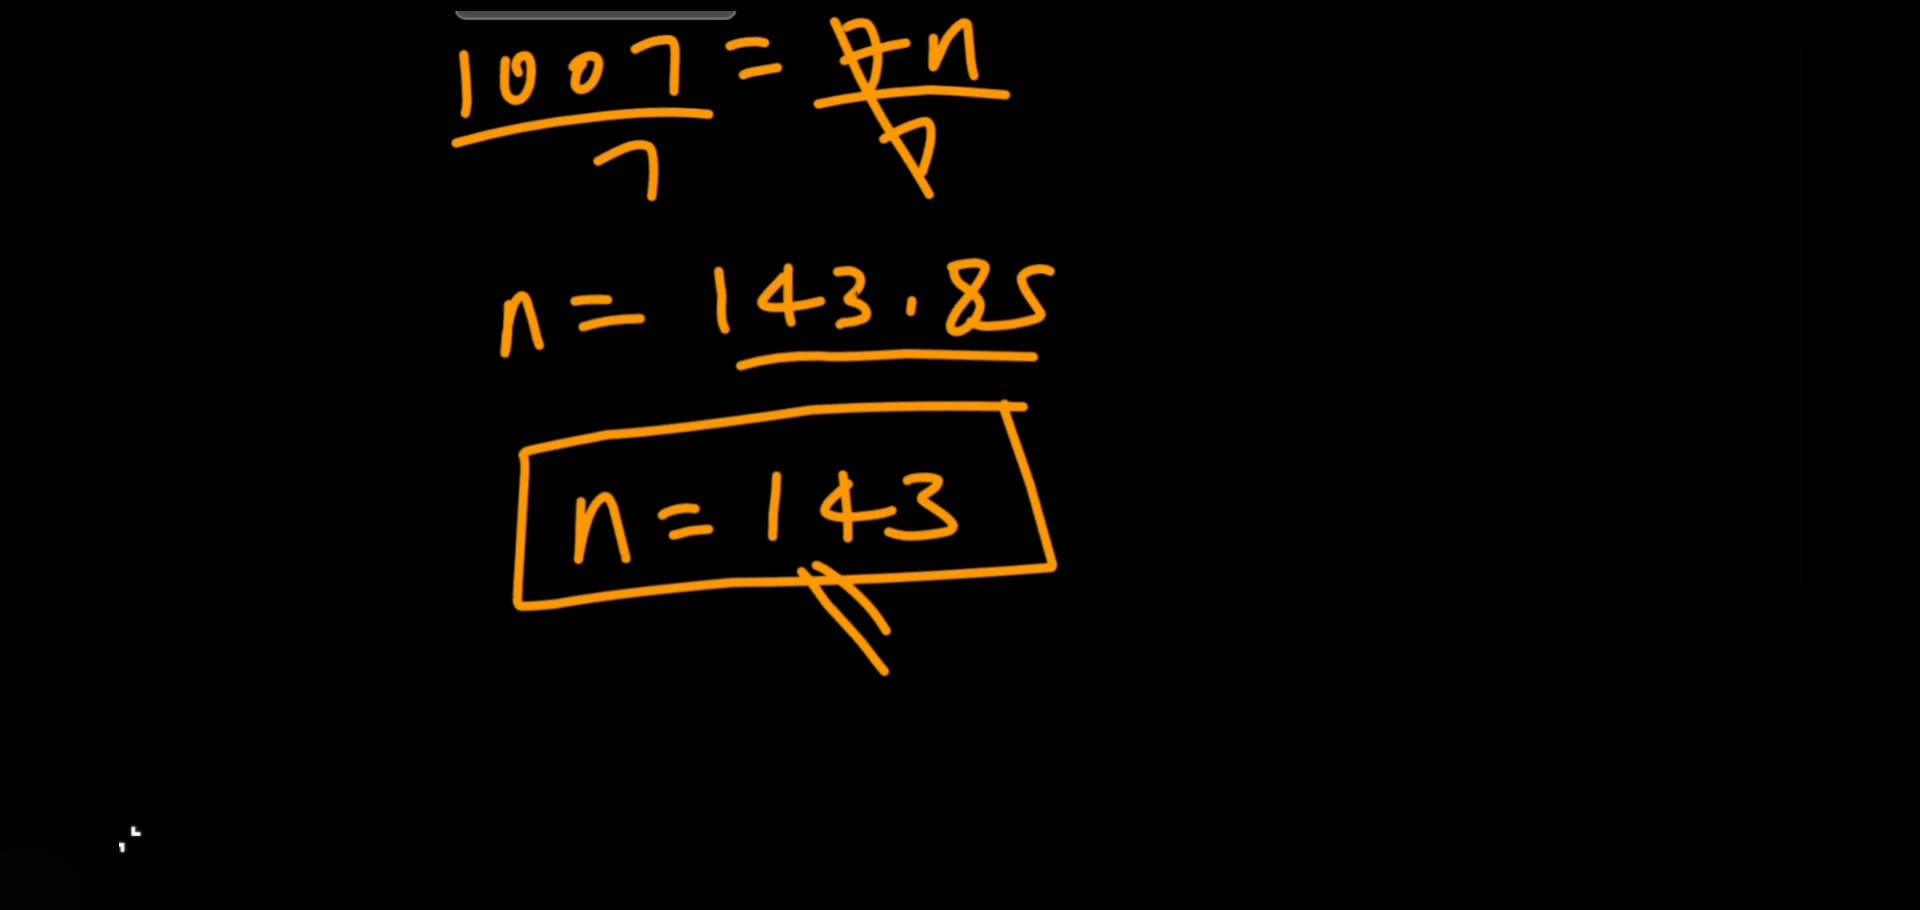 1007 = 7n
7 7
n = 143.85
n = 143